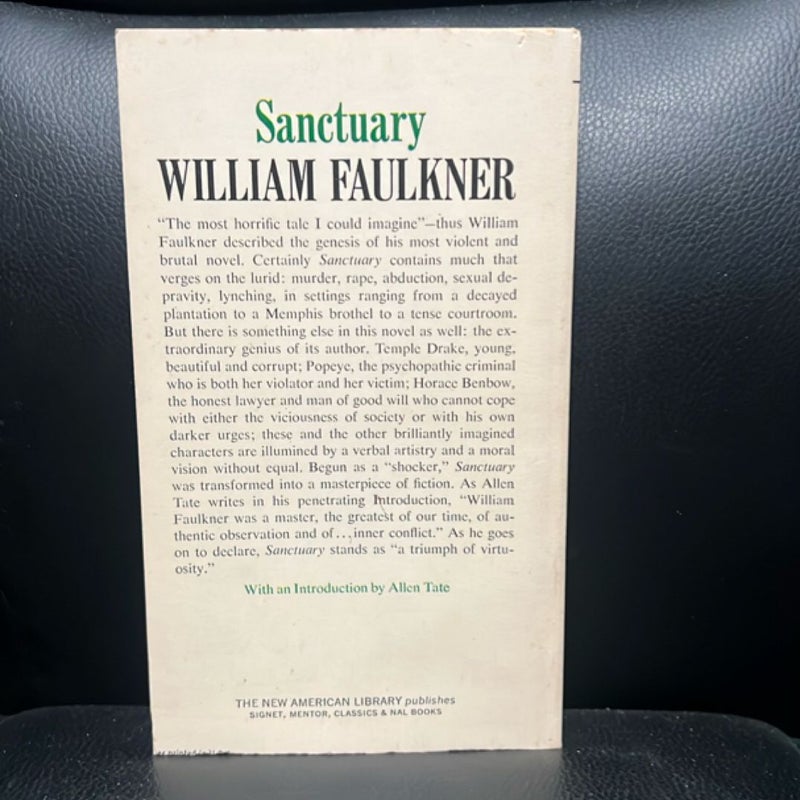 Sanctuary
WILLIAM FAULKNER
“The most horrific tale I could imagine”—thus William
Faulkner described the genesis of his most violent and
brutal novel. Certainly Sanctuary contains much that
verges on the lurid: murder, rape, abduction, sexual de-
pravity, lynching, in settings ranging from a decayed
plantation to a Memphis brothel to a tense courtroom.
But there is something else in this novel as well: the ex-
traordinary genius of its author. Temple Drake, young,
beautiful and corrupt; Popeye, the psychopathic criminal
who is both her violator and her victim; Horace Benbow,
the honest lawyer and man of good will who cannot cope
with either the viciousness of society or with his own
darker urges; these and the other brilliantly imagined
characters are illumined by a verbal artistry and a moral
vision without equal. Begun as a “shocker,” Sanctuary
was transformed into a masterpiece of fiction. As Allen
Tate writes in his penetrating Introduction, “William
Faulkner was a master, the greatest of our time, of au-
thentic observation and of...inner conflict.” As he goes
on to declare, Sanctuary stands as “a triumph of virtu-
osity.”
With an Introduction by Allen Tate
THE NEW AMERICAN LIBRARY publishes
SIGNET, MENTOR, CLASSICS & NAL BOOKS